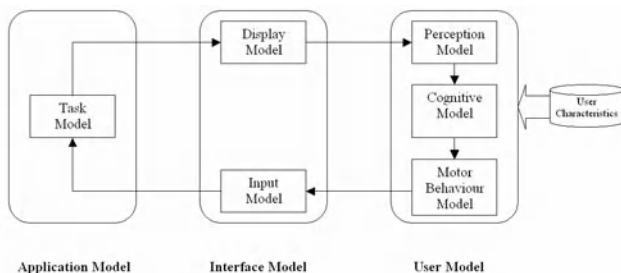 Display
Model
Perception
Model
Task
Model
Cognitive
Model
User
Characteristics
Input
Model
Motor
Behaviour
Model
Application Model
Interface Model
User Model